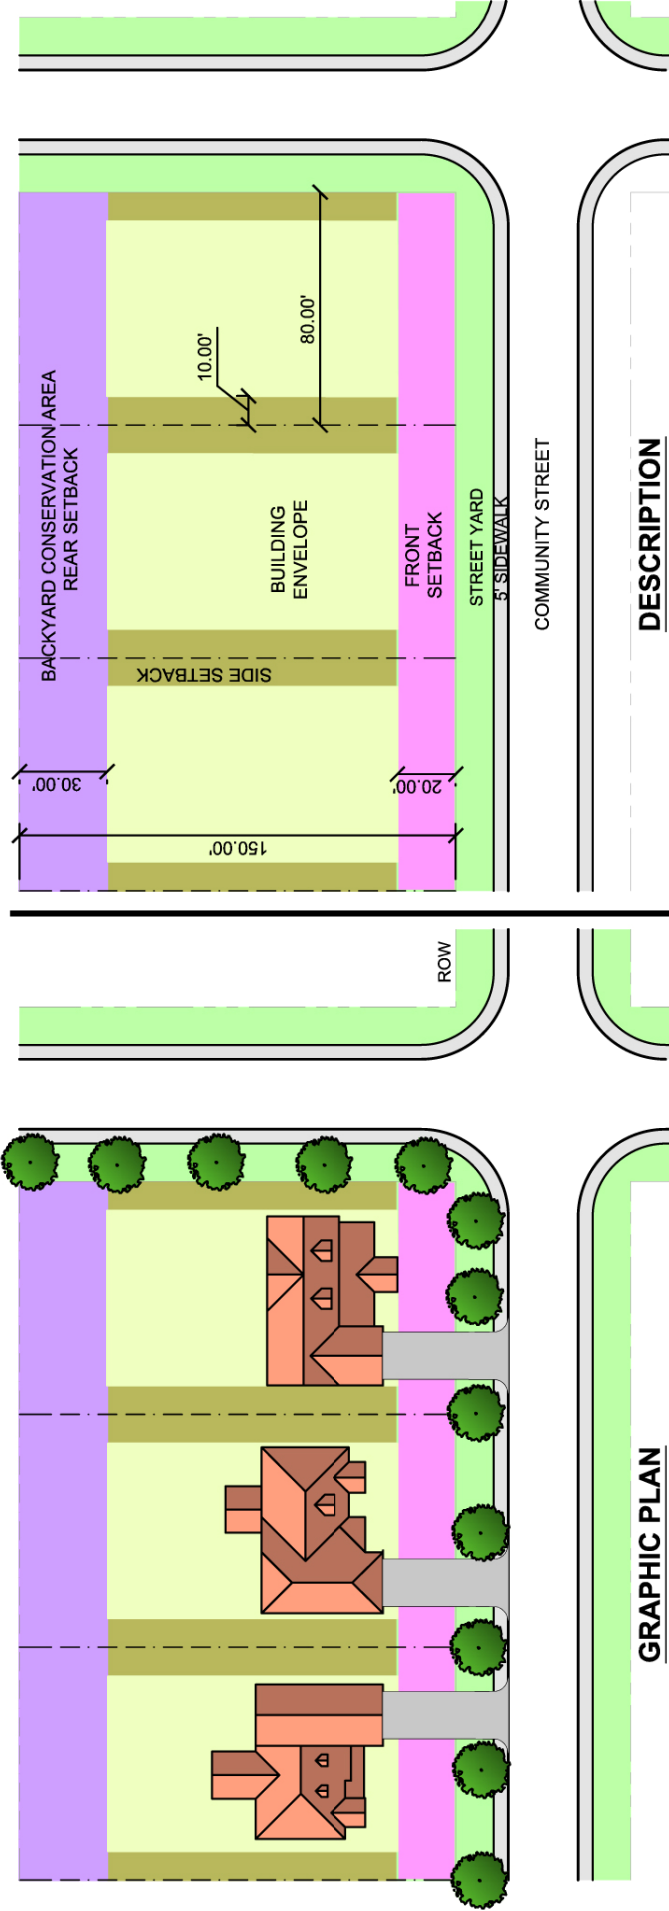 BACKYARD CONSERVATION AREA
REAR SETBACK
30.00'
150.00'
SIDE SETBACK
10.00'
80.00'
BUILDING
ENVELOPE
FRONT
SETBACK
20.00'
STREET YARD
5' SIDEWALK
COMMUNITY STREET
DESCRIPTION
ROW
GRAPHIC PLAN